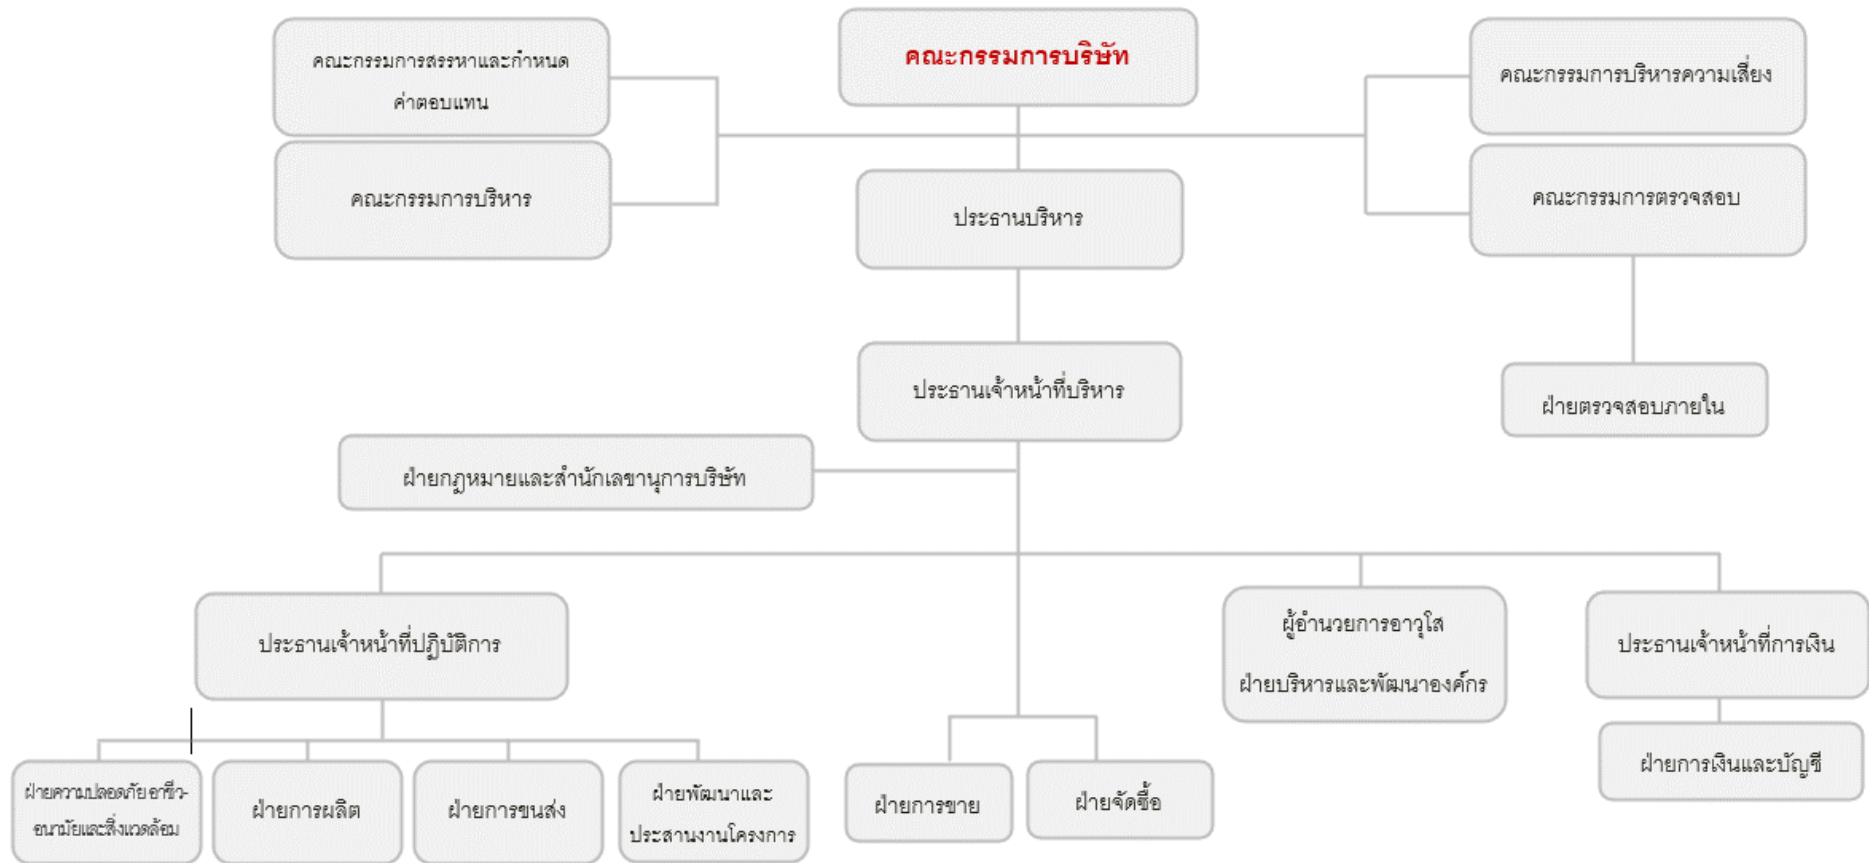 คณะกรรมการบริษัท
คณะกรรมการสรรหาและกำหนด
ค่าตอบแทน
คณะกรรมการบริหารความเสี่ยง
คณะกรรมการบริหาร
คณะกรรมการตรวจสอบ
ประธานบริหาร
ประธานเจ้าหน้าที่บริหาร
ฝ่ายตรวจสอบภายใน
ฝ่ายกฎหมายและสำนักเลขานุการบริษัท
ประธานเจ้าหน้าที่ปฏิบัติการ
ผู้อำนวยการอาวุโส
ฝ่ายบริหารและพัฒนาองค์กร
ประธานเจ้าหน้าที่การเงิน
ฝ่ายความปลอดภัย อาชีว-
อนามัยและสิ่งแวดล้อม
ฝ่ายการผลิต
ฝ่ายการขนส่ง
ฝ่ายพัฒนาและ
ประสานงานโครงการ
ฝ่ายการขาย
ฝ่ายจัดซื้อ
ฝ่ายการเงินและบัญชี